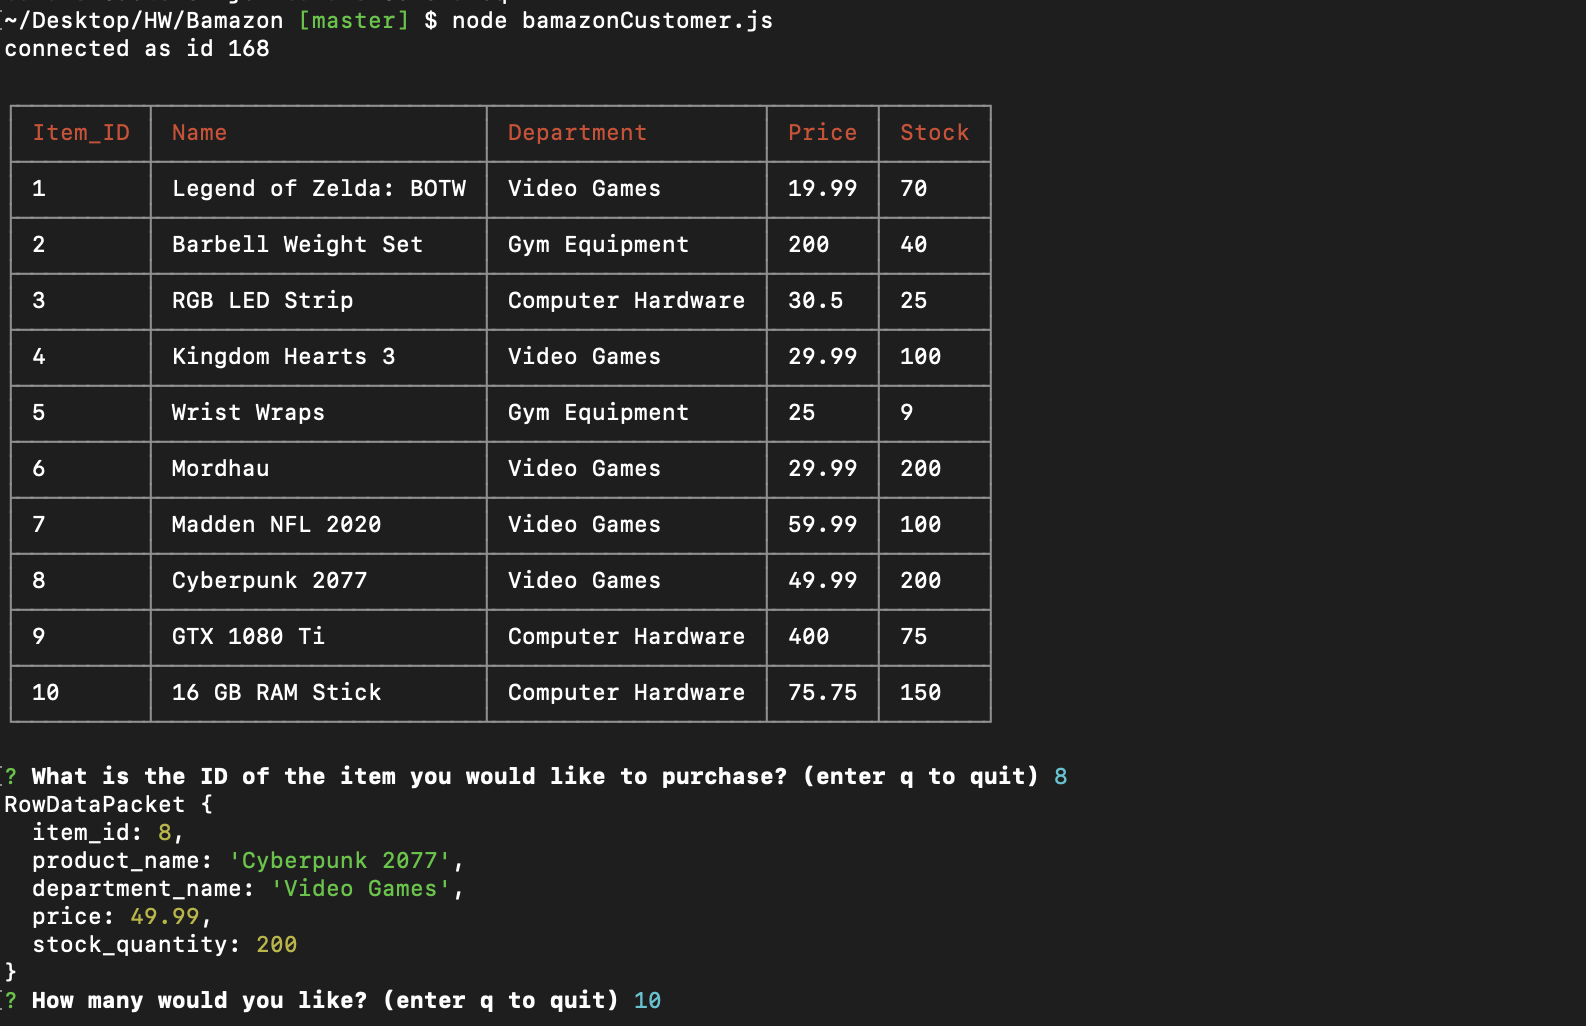 ~/Desktop/HW/Bamazon [master] $ node bamazonCustomer.js
connected as id 168
Item_ID Name Department Price Stock
1 Legend of Zelda: BOTW Video Games 19.99 70
2 Barbell Weight Set Gym Equipment 200 40
3 RGB LED Strip Computer Hardware 30.5 25
4 Kingdom Hearts 3 Video Games 29.99 100
5 Wrist Wraps Gym Equipment 25 9
6 Mordhau Video Games 29.99 200
7 Madden NFL 2020 Video Games 59.99 100
8 Cyberpunk 2077 Video Games 49.99 200
9 GTX 1080 Ti Computer Hardware 400 75
10 16 GB RAM Stick Computer Hardware 75.75 150
? What is the ID of the item you would like to purchase? (enter q to quit) 8
RowDataPacket {
  item_id: 8,
  product_name: 'Cyberpunk 2077',
  department_name: 'Video Games',
  price: 49.99,
  stock_quantity: 200
}
? How many would you like? (enter q to quit) 10